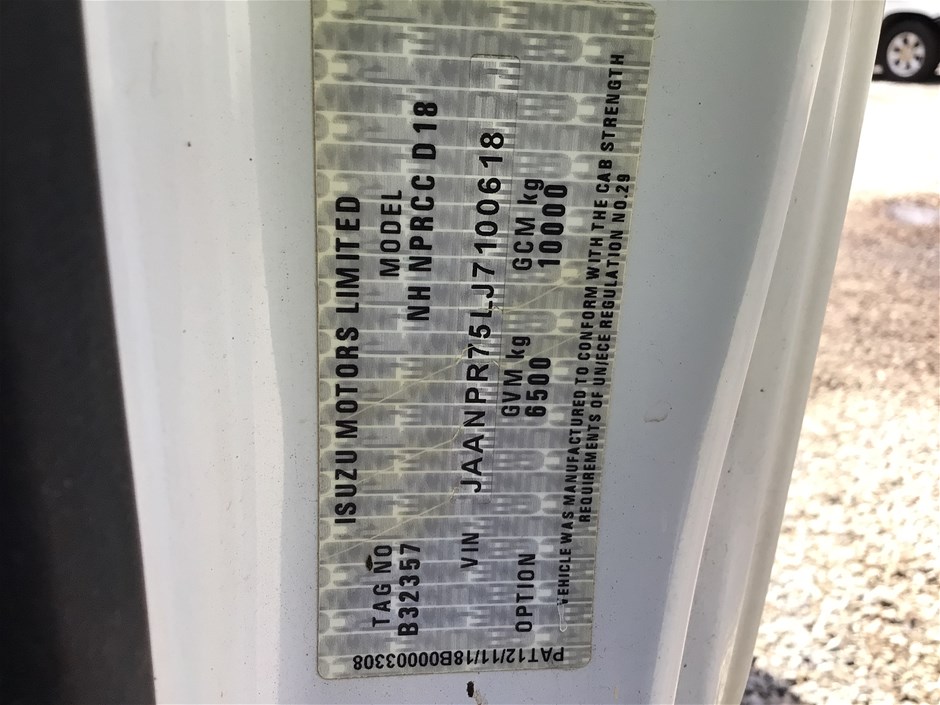 ISUZU MOTORS LIMITED
TAG NO MODEL
B32357 NH NPRCC D18
VIN JAANPR75LJ7100618
OPTION GVM kg GCM kg
6500 10000
VEHICLE WAS MANUFACTURED TO CONFORM WITH THE CAB STRENGTH
REQUIREMENTS OF UN/ECE REGULATION NO.29
PAT12/11/18B00003308